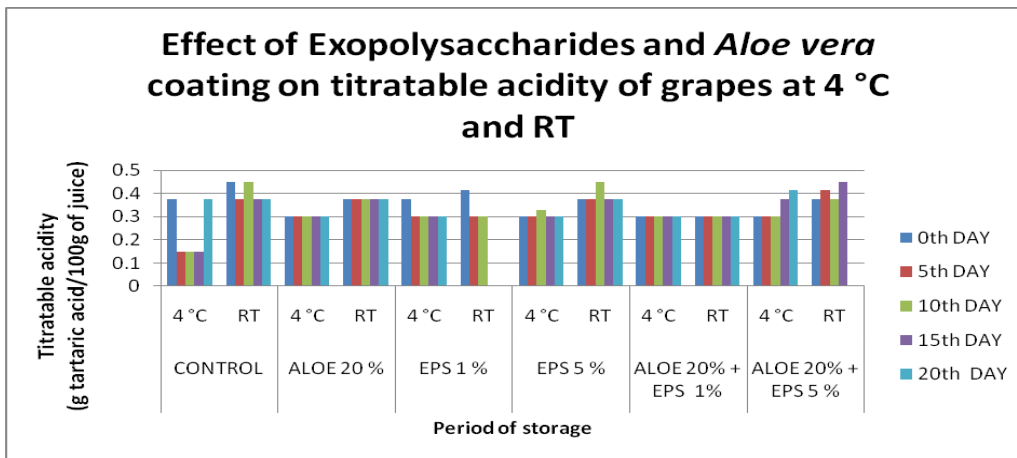 Effect of Exopolysaccharides and Aloe vera
coating on titratable acidity of grapes at 4 °C
and RT
Titratable acidity
(g tartaric acid/100g of juice)
0.5
0.4
0.3
0.2
0.1
0
4 °C RT 4 °C RT 4 °C RT 4 °C RT 4 °C RT 4 °C RT
CONTROL ALOE 20 % EPS 1 % EPS 5 % ALOE 20% + EPS 1% ALOE 20% + EPS 5 %
Period of storage
0th DAY
5th DAY
10th DAY
15th DAY
20th DAY